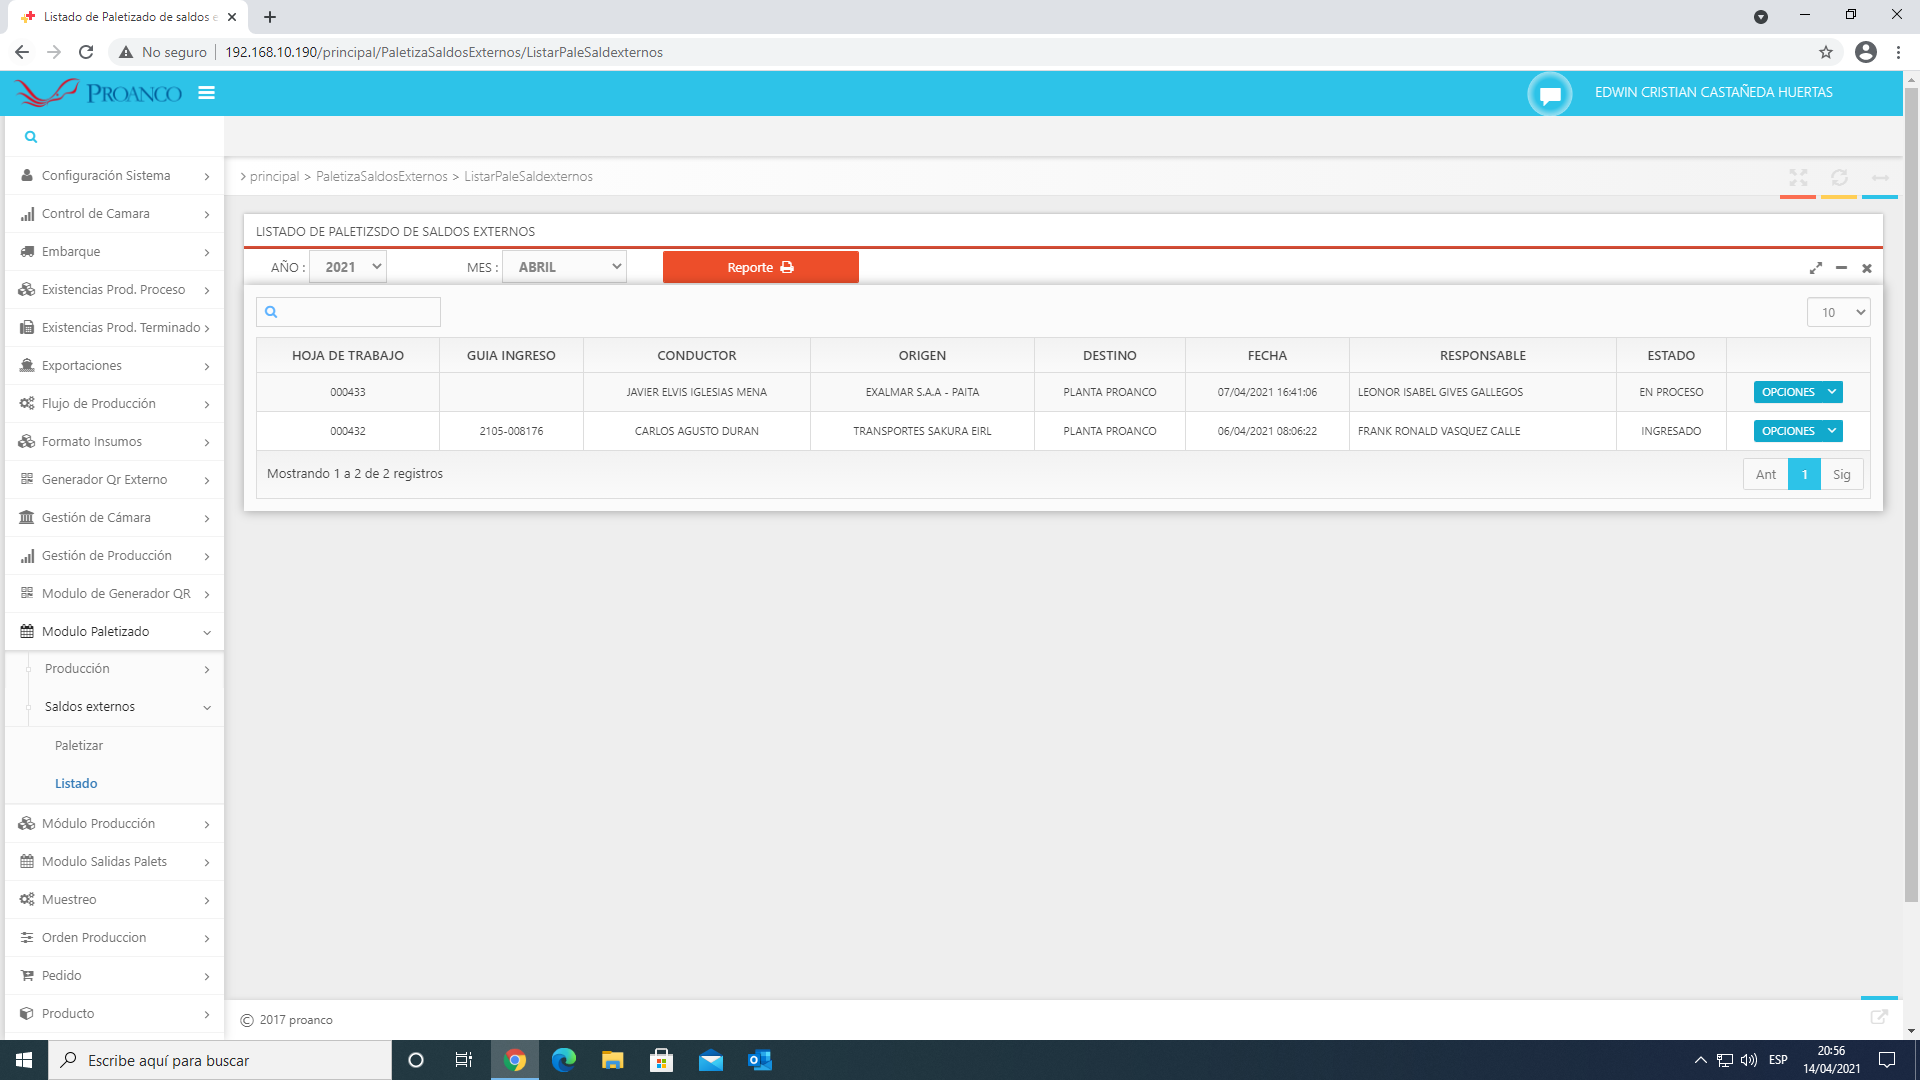 Listado de Paletizado de saldos e
No seguro
192.168.10.190/principal/PaletizaSaldosExternos/ListarPaleSaldexternos
PROANCO
EDWIN CRISTIAN CASTAÑEDA HUERTAS
Configuración Sistema
Control de Camara
Embarque
Existencias Prod. Proceso
Existencias Prod. Terminado
Exportaciones
Flujo de Producción
Formato Insumos
Generador Qr Externo
Gestión de Cámara
Gestión de Producción
Modulo de Generador QR
Modulo Paletizado
Producción
Saldos externos
Paletizar
Listado
Módulo Producción
Modulo Salidas Palets
Muestreo
Orden Produccion
Pedido
Producto
> principal > PaletizaSaldosExternos > ListarPaleSaldexternos
LISTADO DE PALETIZSDO DE SALDOS EXTERNOS
AÑO : 2021 MES : ABRIL Reporte
10
HOJA DE TRABAJO GUIA INGRESO CONDUCTOR ORIGEN DESTINO FECHA RESPONSABLE ESTADO
000433 JAVIER ELVIS IGLESIAS MENA EXALMAR S.A.A - PAITA PLANTA PROANCO 07/04/2021 16:41:06 LEONOR ISABEL GIVES GALLEGOS EN PROCESO OPCIONES
000432 2105-008176 CARLOS AGUSTO DURAN TRANSPORTES SAKURA EIRL PLANTA PROANCO 06/04/2021 08:06:22 FRANK RONALD VASQUEZ CALLE INGRESADO OPCIONES
Mostrando 1 a 2 de 2 registros
Ant 1 Sig
© 2017 proanco
Escribe aquí para buscar
ESP
20:56
14/04/2021